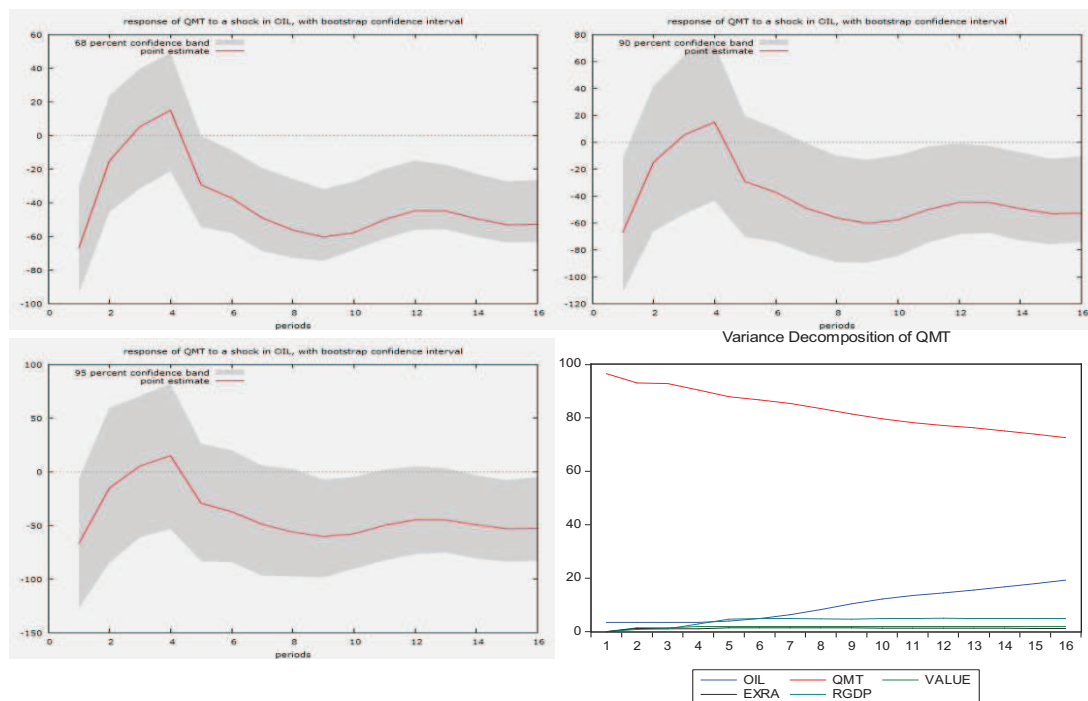 response of QMT to a shock in OIL, with bootstrap confidence interval
68 percent confidence band
point estimate
60
40
20
0
-20
-40
-60
-80
-100
0 2 4 6 8 10 12 14 16
periods
response of QMT to a shock in OIL, with bootstrap confidence interval
90 percent confidence band
point estimate
80
60
40
20
0
-20
-40
-60
-80
-100
-120
0 2 4 6 8 10 12 14 16
periods
response of QMT to a shock in OIL, with bootstrap confidence interval
95 percent confidence band
point estimate
100
50
0
-50
-100
-150
0 2 4 6 8 10 12 14 16
periods
Variance Decomposition of QMT
100
80
60
40
20
0
1 2 3 4 5 6 7 8 9 10 11 12 13 14 15 16
OIL QMT VALUE
EXRA RGDP